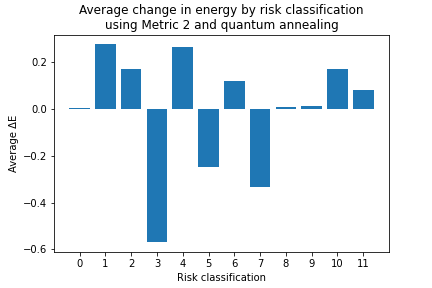 Average change in energy by risk classification
using Metric 2 and quantum annealing
Average ΔE
0.2
0.0
−0.2
−0.4
−0.6
0 1 2 3 4 5 6 7 8 9 10 11
Risk classification